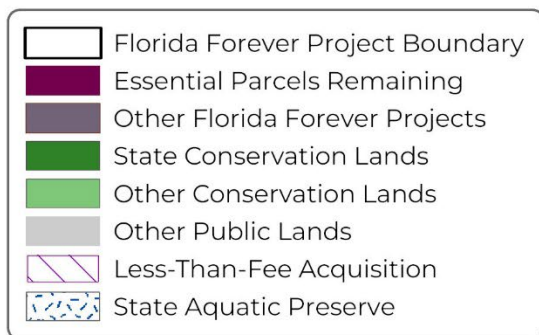 Florida Forever Project Boundary
Essential Parcels Remaining
Other Florida Forever Projects
State Conservation Lands
Other Conservation Lands
Other Public Lands
Less-Than-Fee Acquisition
State Aquatic Preserve